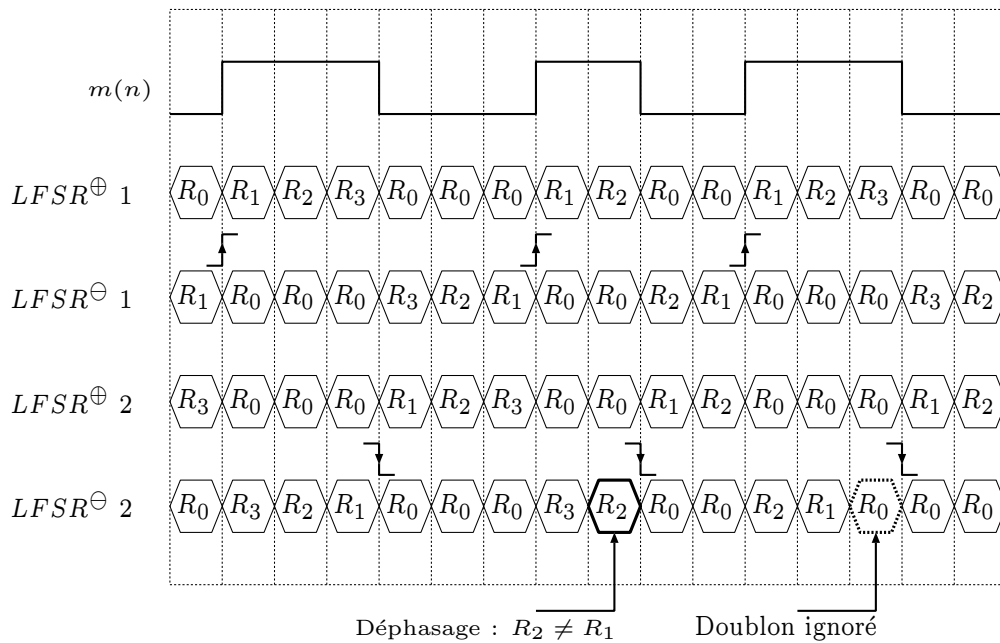 m(n)
LFSR⊕ 1 R₀ R₁ R₂ R₃ R₀ R₀ R₀ R₁ R₂ R₀ R₀ R₁ R₂ R₃ R₀ R₀
LFSR⊖ 1 R₁ R₀ R₀ R₀ R₃ R₂ R₁ R₀ R₀ R₂ R₁ R₀ R₀ R₀ R₃ R₂
LFSR⊕ 2 R₃ R₀ R₀ R₀ R₁ R₂ R₃ R₀ R₀ R₁ R₂ R₀ R₀ R₀ R₁ R₂
LFSR⊖ 2 R₀ R₃ R₂ R₁ R₀ R₀ R₀ R₃ R₂ R₀ R₀ R₂ R₁ R₀ R₀ R₀
Déphasage : R₂ ≠ R₁
Doublon ignoré